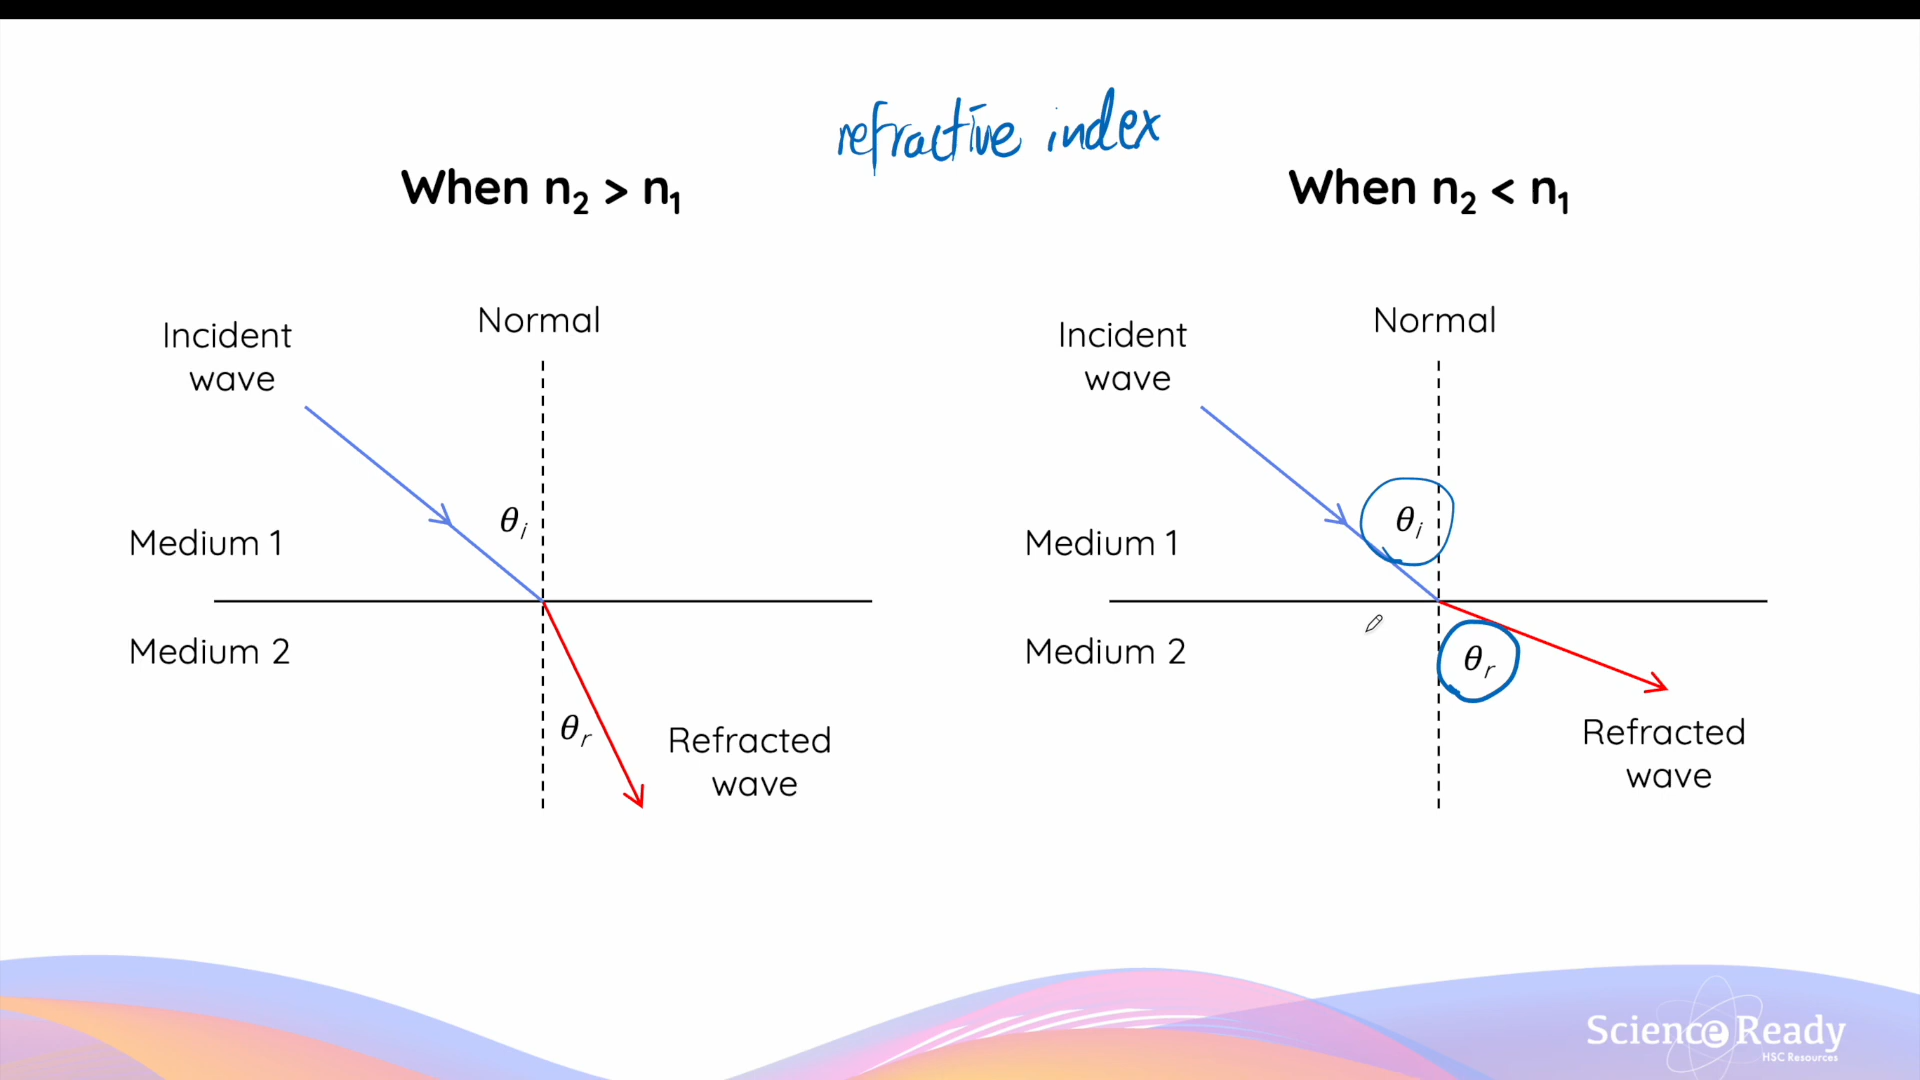 refractive index
When n₂ > n₁
Normal
Incident
wave
θᵢ
Medium 1
Medium 2
θᵣ
Refracted
wave
When n₂ < n₁
Normal
Incident
wave
θᵢ
Medium 1
Medium 2
θᵣ
Refracted
wave
Science Ready
HSC Resources